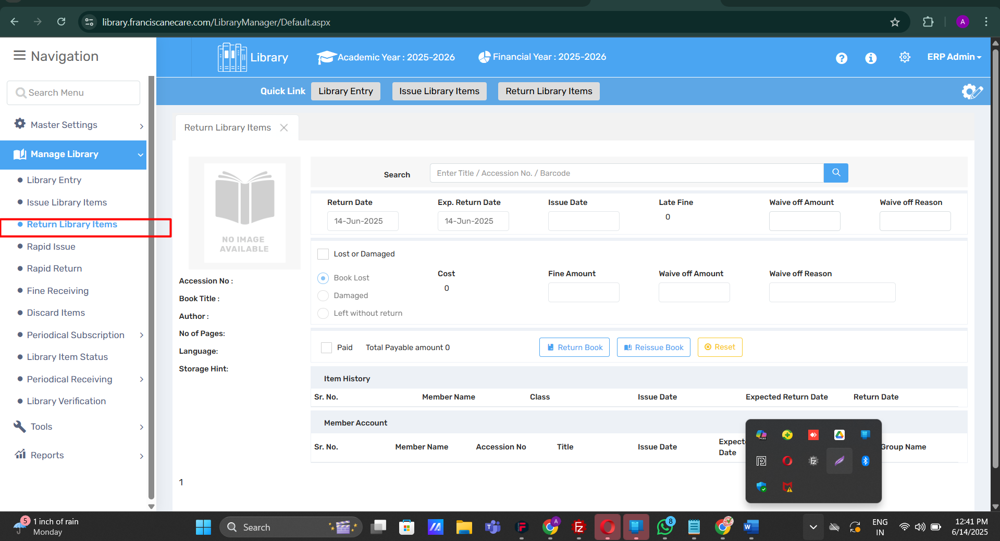 library.franciscanecare.com/LibraryManager/Default.aspx
A
Navigation
Library
Academic Year : 2025-2026
Financial Year : 2025-2026
ERP Admin
Search Menu
Quick Link
Library Entry
Issue Library Items
Return Library Items
Master Settings
Manage Library
Library Entry
Issue Library Items
Return Library Items
Rapid Issue
Rapid Return
Fine Receiving
Discard Items
Periodical Subscription
Library Item Status
Periodical Receiving
Library Verification
Tools
Reports
Return Library Items
NO IMAGE
AVAILABLE
Accession No :
Book Title :
Author :
No of Pages:
Language:
Storage Hint:
Search
Enter Title / Accession No. / Barcode
Return Date
Exp. Return Date
Issue Date
Late Fine
Waive off Amount
Waive off Reason
14-Jun-2025
14-Jun-2025
0
Lost or Damaged
Book Lost
Damaged
Left without return
Cost
0
Fine Amount
Waive off Amount
Waive off Reason
Paid
Total Payable amount 0
Return Book
Reissue Book
Reset
Item History
Sr. No.
Member Name
Class
Issue Date
Expected Return Date
Return Date
Member Account
Sr. No.
Member Name
Accession No
Title
Issue Date
Expect
Date
Group Name
1
5
1 inch of rain
Monday
Search
A
8
ENG
IN
12:41 PM
6/14/2025